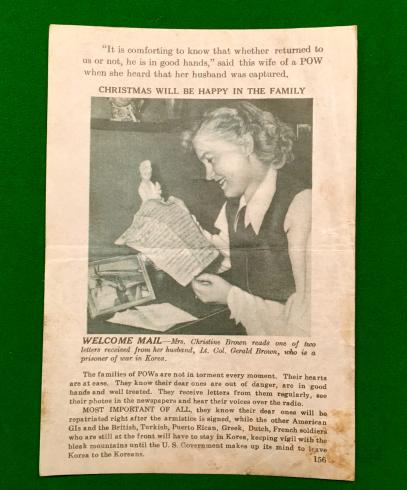 "It is comforting to know that whether returned to
us or not, he is in good hands," said this wife of a POW
when she heard that her husband was captured.
CHRISTMAS WILL BE HAPPY IN THE FAMILY
WELCOME MAIL—Mrs. Christine Brown reads one of two
letters received from her husband, Lt. Col. Gerald Brown, who is a
prisoner of war in Korea.
The families of POWs are not in torment every moment. Their hearts
are at ease. They know their dear ones are out of danger, are in good
hands and well treated. They receive letters from them regularly, see
their photos in the newspapers and hear their voices over the radio.
MOST IMPORTANT OF ALL, they know their dear ones will be
repatriated right after the armistice is signed, while the other American
GIs and the British, Turkish, Puerto Rican, Greek, Dutch, French soldiers
who are still at the front will have to stay in Korea, keeping vigil with the
bleak mountains until the U. S. Government makes up its mind to leave
Korea to the Koreans.
156